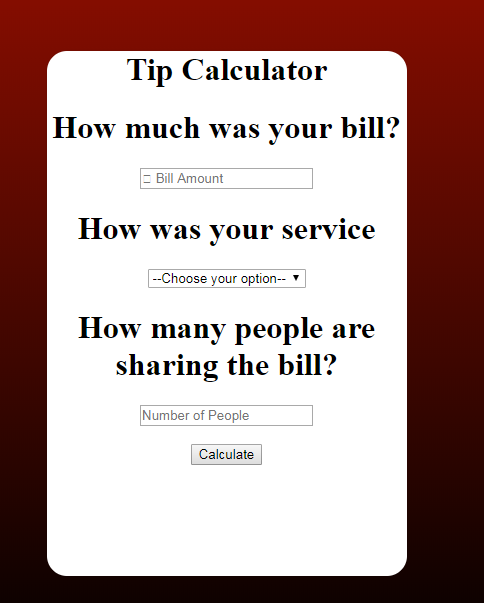 Tip Calculator
How much was your bill?
Bill Amount
How was your service
--Choose your option--
How many people are
sharing the bill?
Number of People
Calculate